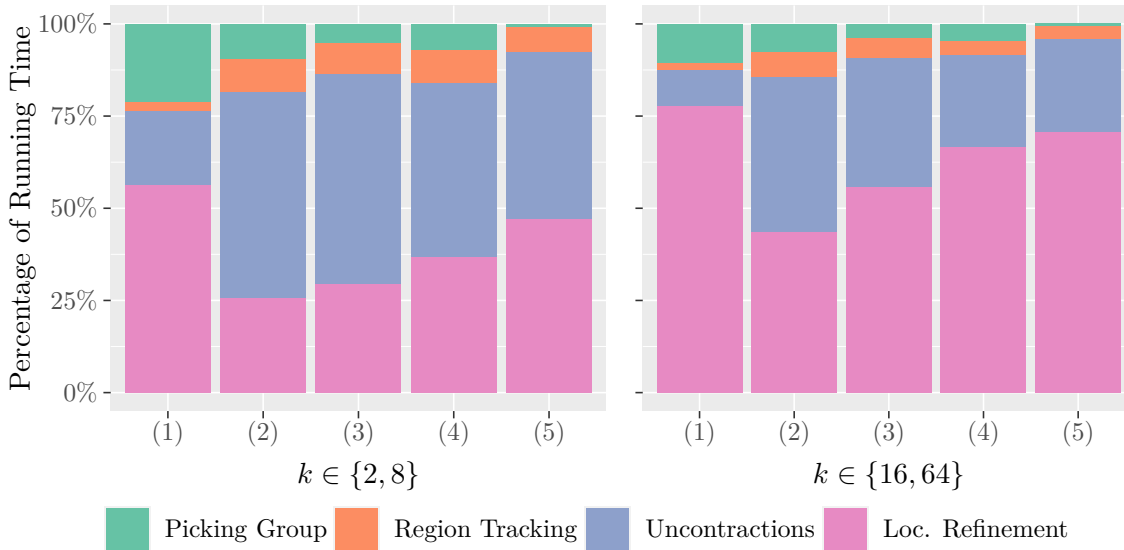 Percentage of Running Time
100%
75%
50%
25%
0%
(1) (2) (3) (4) (5)
(1) (2) (3) (4) (5)
k ∈ {2, 8}
k ∈ {16, 64}
Picking Group Region Tracking Uncontractions Loc. Refinement